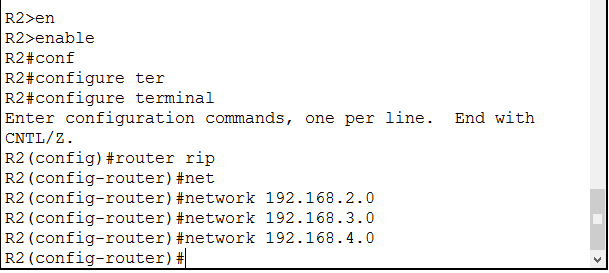 R2>en
R2>enable
R2#conf
R2#configure ter
R2#configure terminal
Enter configuration commands, one per line.  End with
CNTL/Z.
R2(config)#router rip
R2(config-router)#net
R2(config-router)#network 192.168.2.0
R2(config-router)#network 192.168.3.0
R2(config-router)#network 192.168.4.0
R2(config-router)#